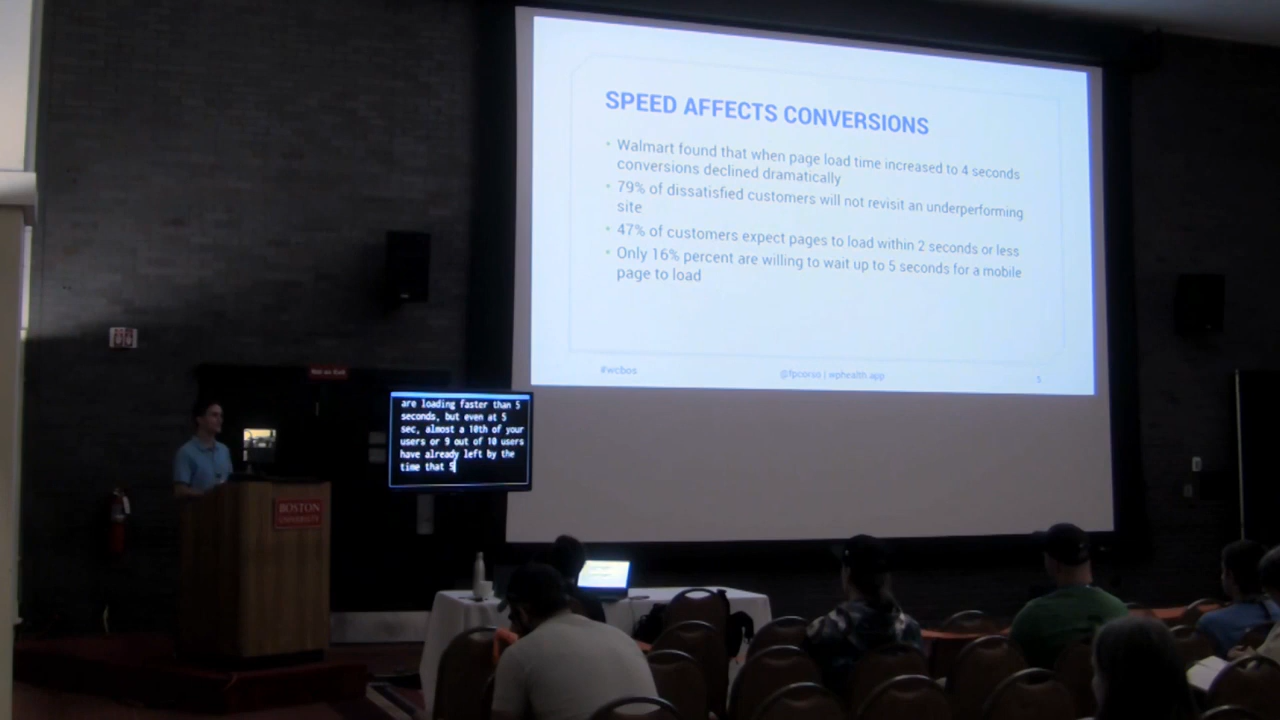 SPEED AFFECTS CONVERSIONS
• Walmart found that when page load time increased to 4 seconds
conversions declined dramatically
• 79% of dissatisfied customers will not revisit an underperforming
site
• 47% of customers expect pages to load within 2 seconds or less
• Only 16% percent are willing to wait up to 5 seconds for a mobile
page to load
#wcbos
@fpcorso | wphealth.app
5
Not an Exit
are loading faster than 5
seconds, but even at 5
sec, almost a 10th of your
users or 9 out of 10 users
have already left by the
time that 5
BOSTON
UNIVERSITY